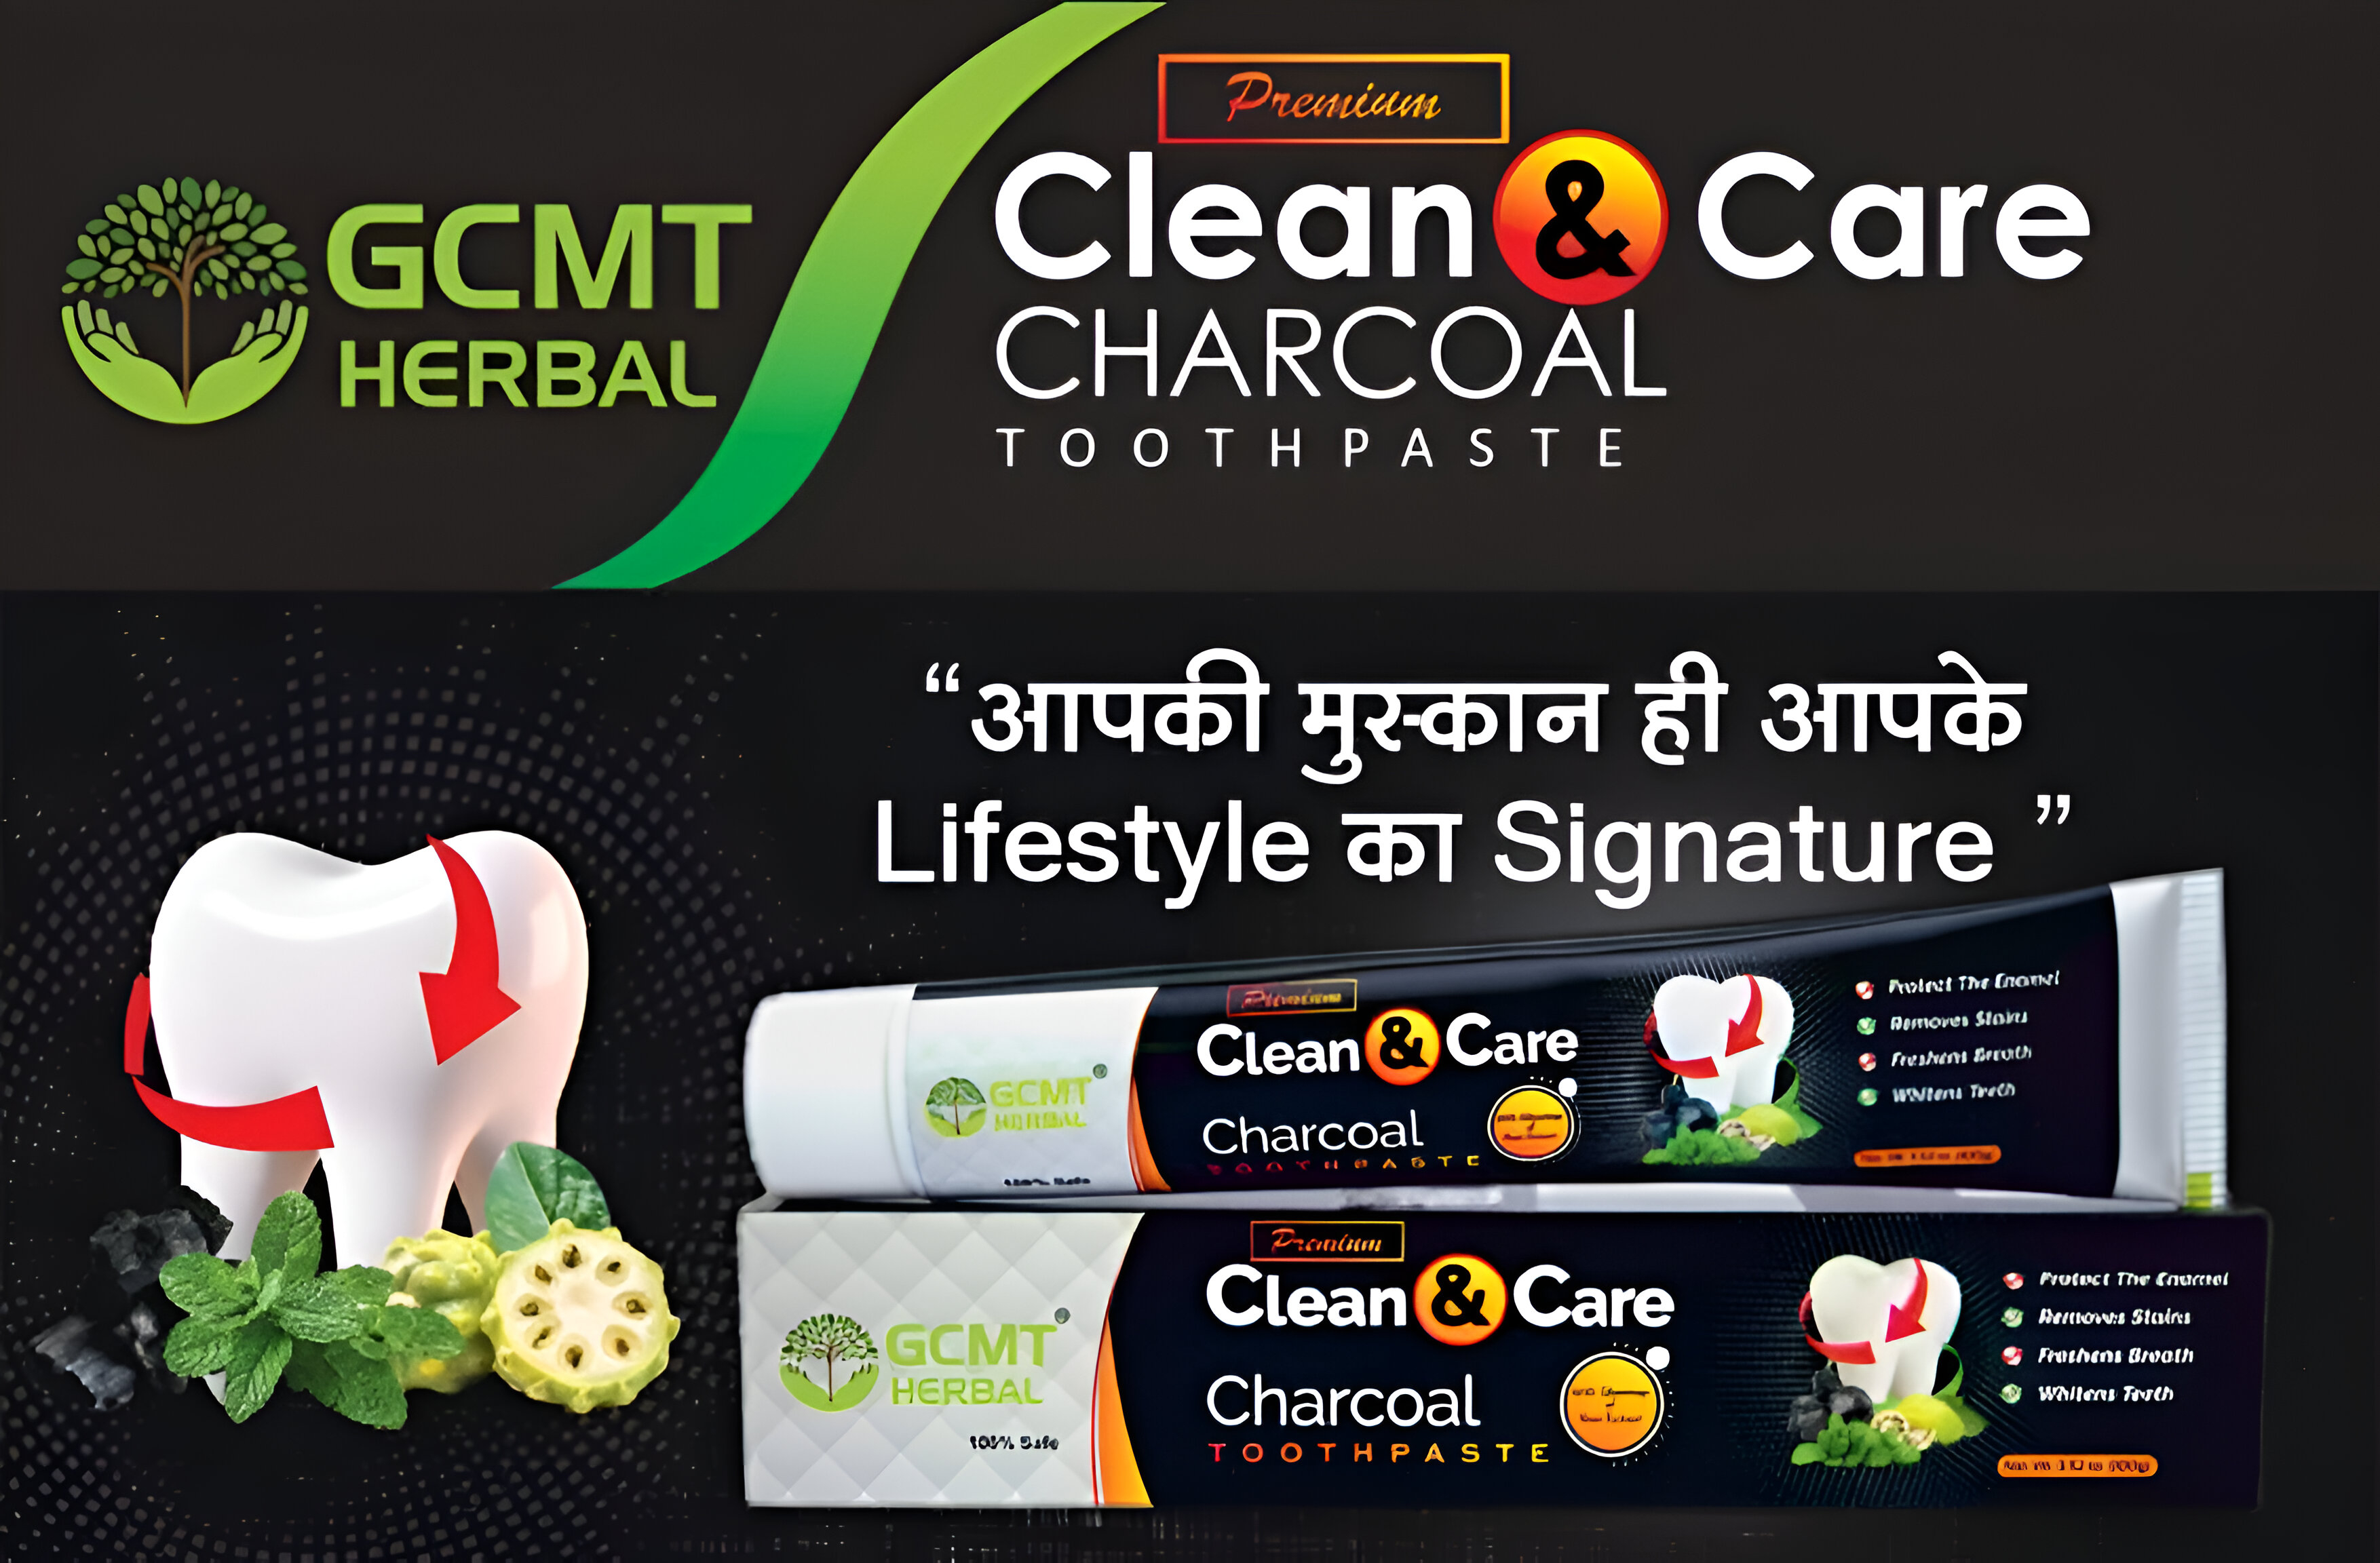 GCMT
HERBAL
Premium
Clean & Care
CHARCOAL
TOOTHPASTE
“आपकी मुस्कान ही आपके
Lifestyle का Signature ”
GCMT
HERBAL
Premium
Clean & Care
Charcoal
TOOTHPASTE
Protect The Enamel
Removes Stains
Freshens Breath
Whitens Teeth
GCMT
HERBAL
100% Safe
Premium
Clean & Care
Charcoal
TOOTHPASTE
Protect The Enamel
Removes Stains
Freshens Breath
Whitens Teeth